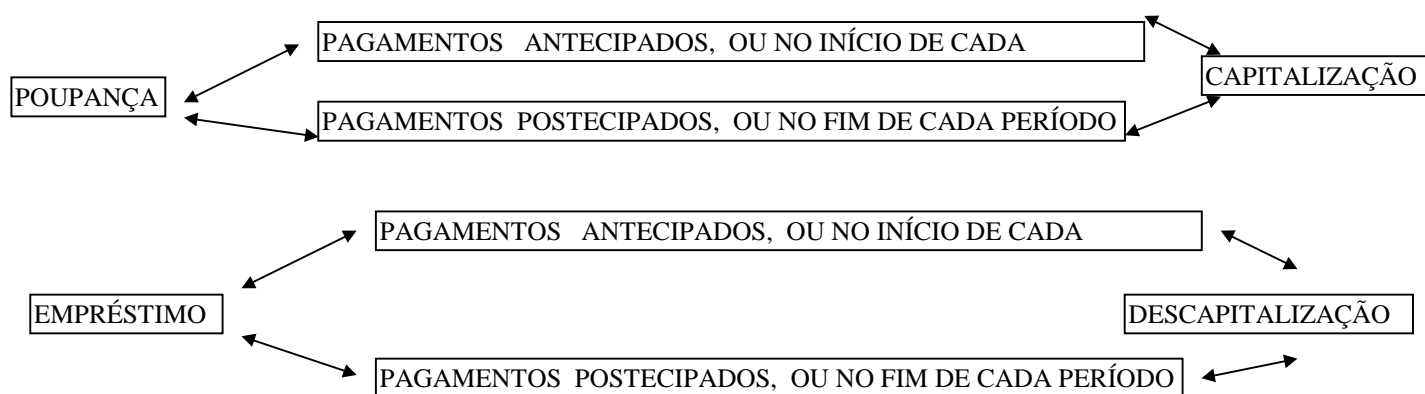 PAGAMENTOS ANTECIPADOS, OU NO INÍCIO DE CADA
POUPANÇA
CAPITALIZAÇÃO
PAGAMENTOS POSTECIPADOS, OU NO FIM DE CADA PERÍODO
PAGAMENTOS ANTECIPADOS, OU NO INÍCIO DE CADA
EMPRÉSTIMO
DESCAPITALIZAÇÃO
PAGAMENTOS POSTECIPADOS, OU NO FIM DE CADA PERÍODO